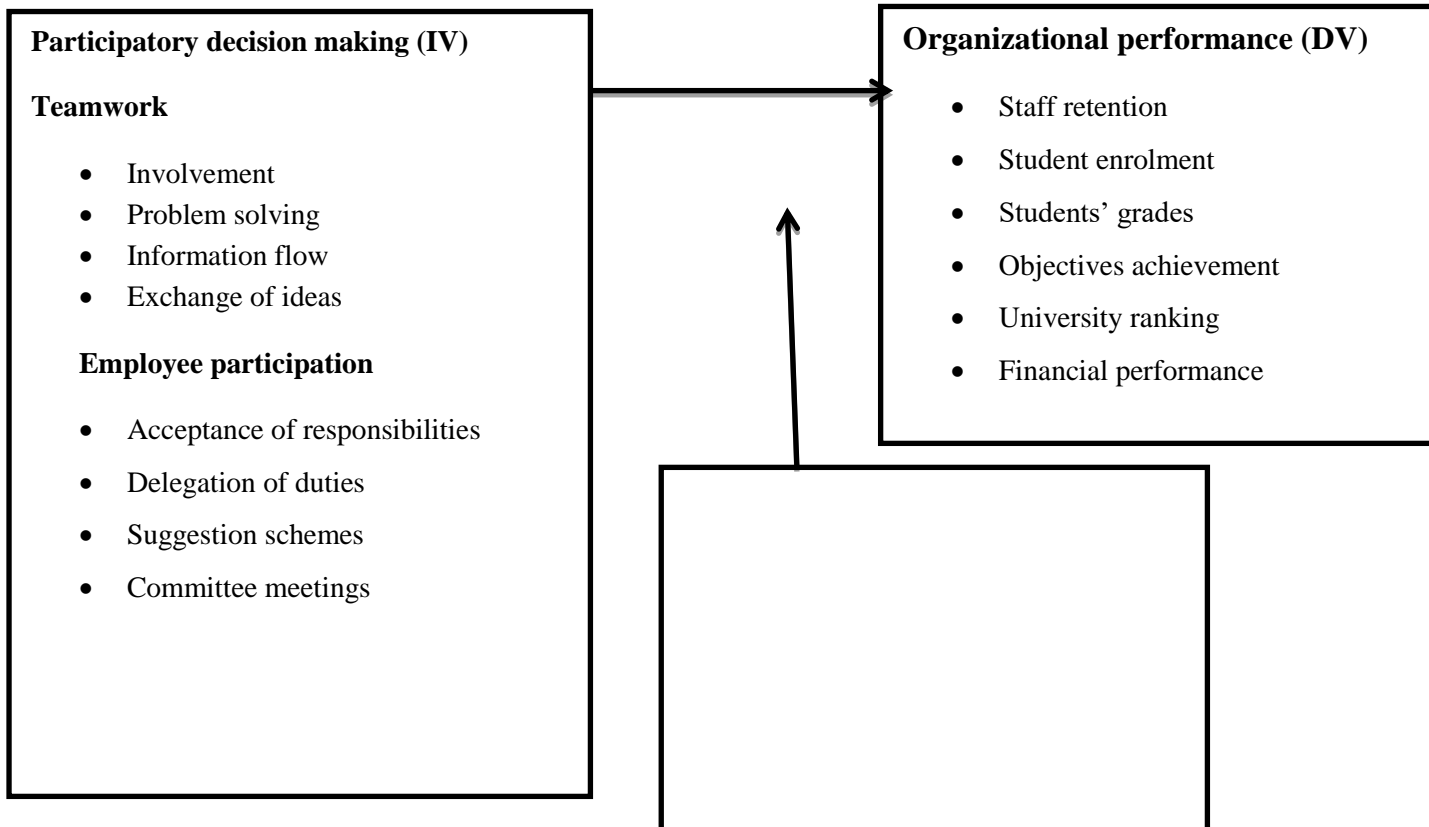 Participatory decision making (IV)
Teamwork
• Involvement
• Problem solving
• Information flow
• Exchange of ideas
Employee participation
• Acceptance of responsibilities
• Delegation of duties
• Suggestion schemes
• Committee meetings
Organizational performance (DV)
• Staff retention
• Student enrolment
• Students’ grades
• Objectives achievement
• University ranking
• Financial performance